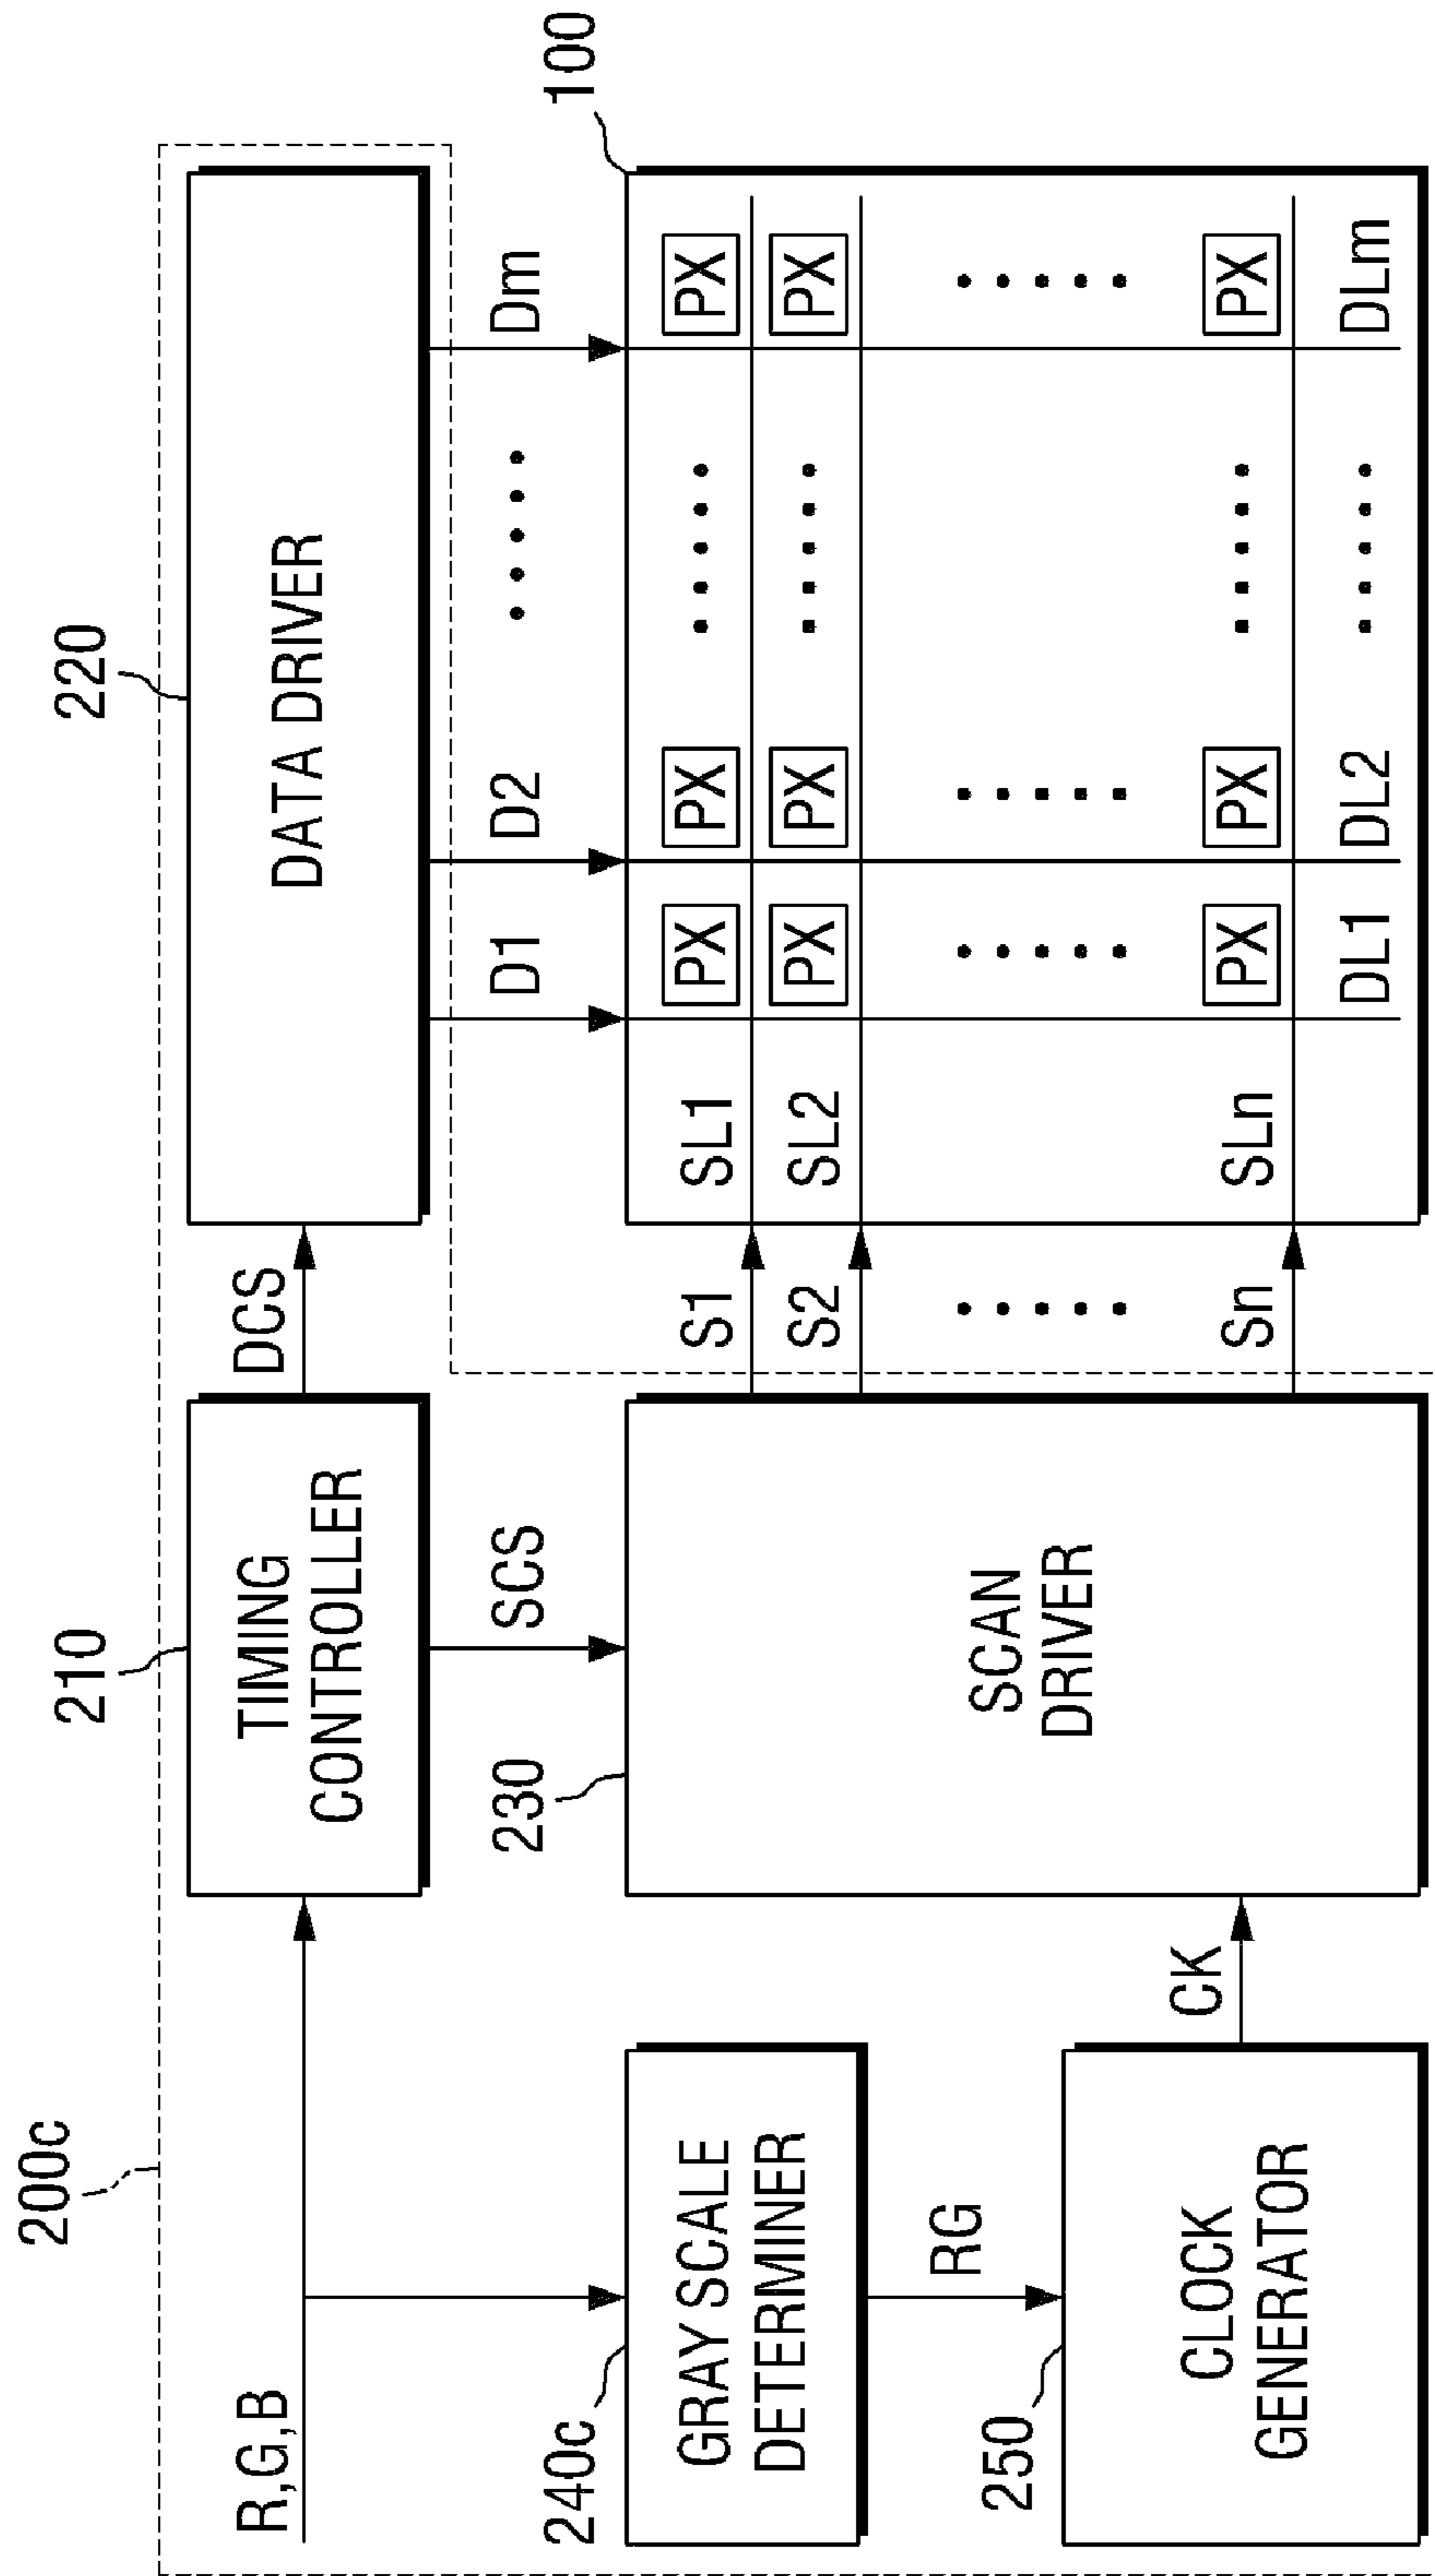 200c
R,G,B
210
TIMING
CONTROLLER
DCS
220
DATA DRIVER
SCS
D1
D2
Dm
240c
GRAY SCALE
DETERMINER
RG
250
CLOCK
GENERATOR
CK
230
SCAN
DRIVER
S1
S2
Sn
100
SL1
PX
PX
PX
SL2
PX
PX
PX
SLn
PX
PX
PX
DL1
DL2
DLm